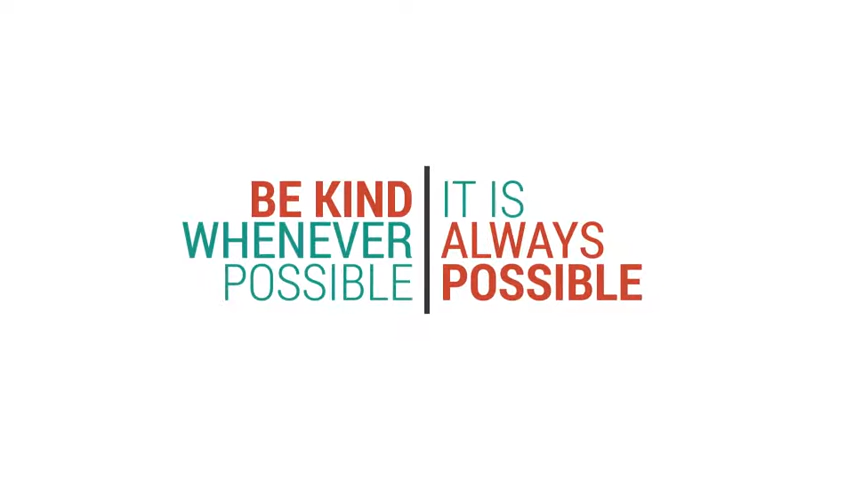 BE KIND
WHENEVER
POSSIBLE
IT IS
ALWAYS
POSSIBLE